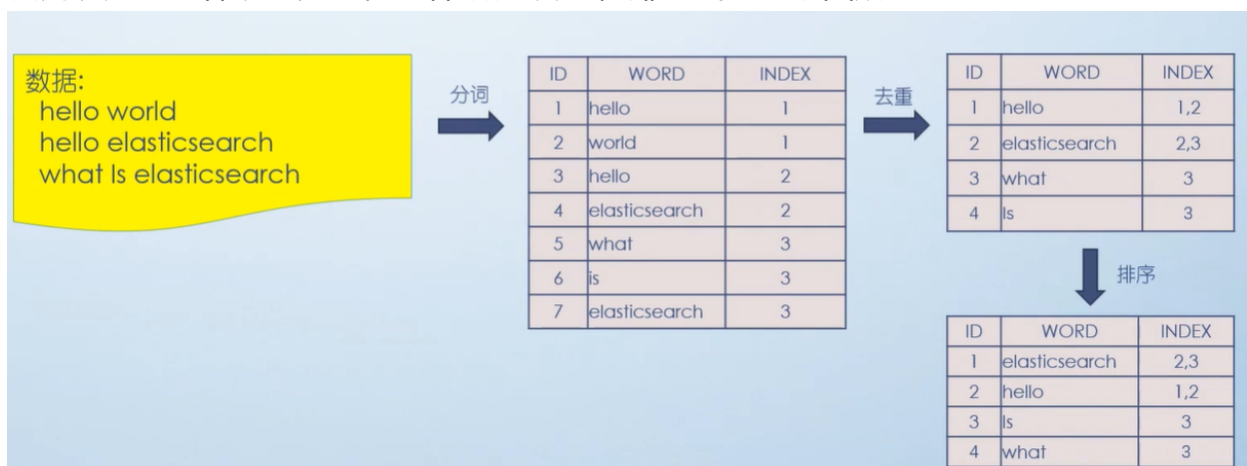 数据:
hello world
hello elasticsearch
what Is elasticsearch
分词
ID WORD INDEX
1 hello 1
2 world 1
3 hello 2
4 elasticsearch 2
5 what 3
6 is 3
7 elasticsearch 3
去重
ID WORD INDEX
1 hello 1,2
2 elasticsearch 2,3
3 what 3
4 Is 3
排序
ID WORD INDEX
1 elasticsearch 2,3
2 hello 1,2
3 Is 3
4 what 3